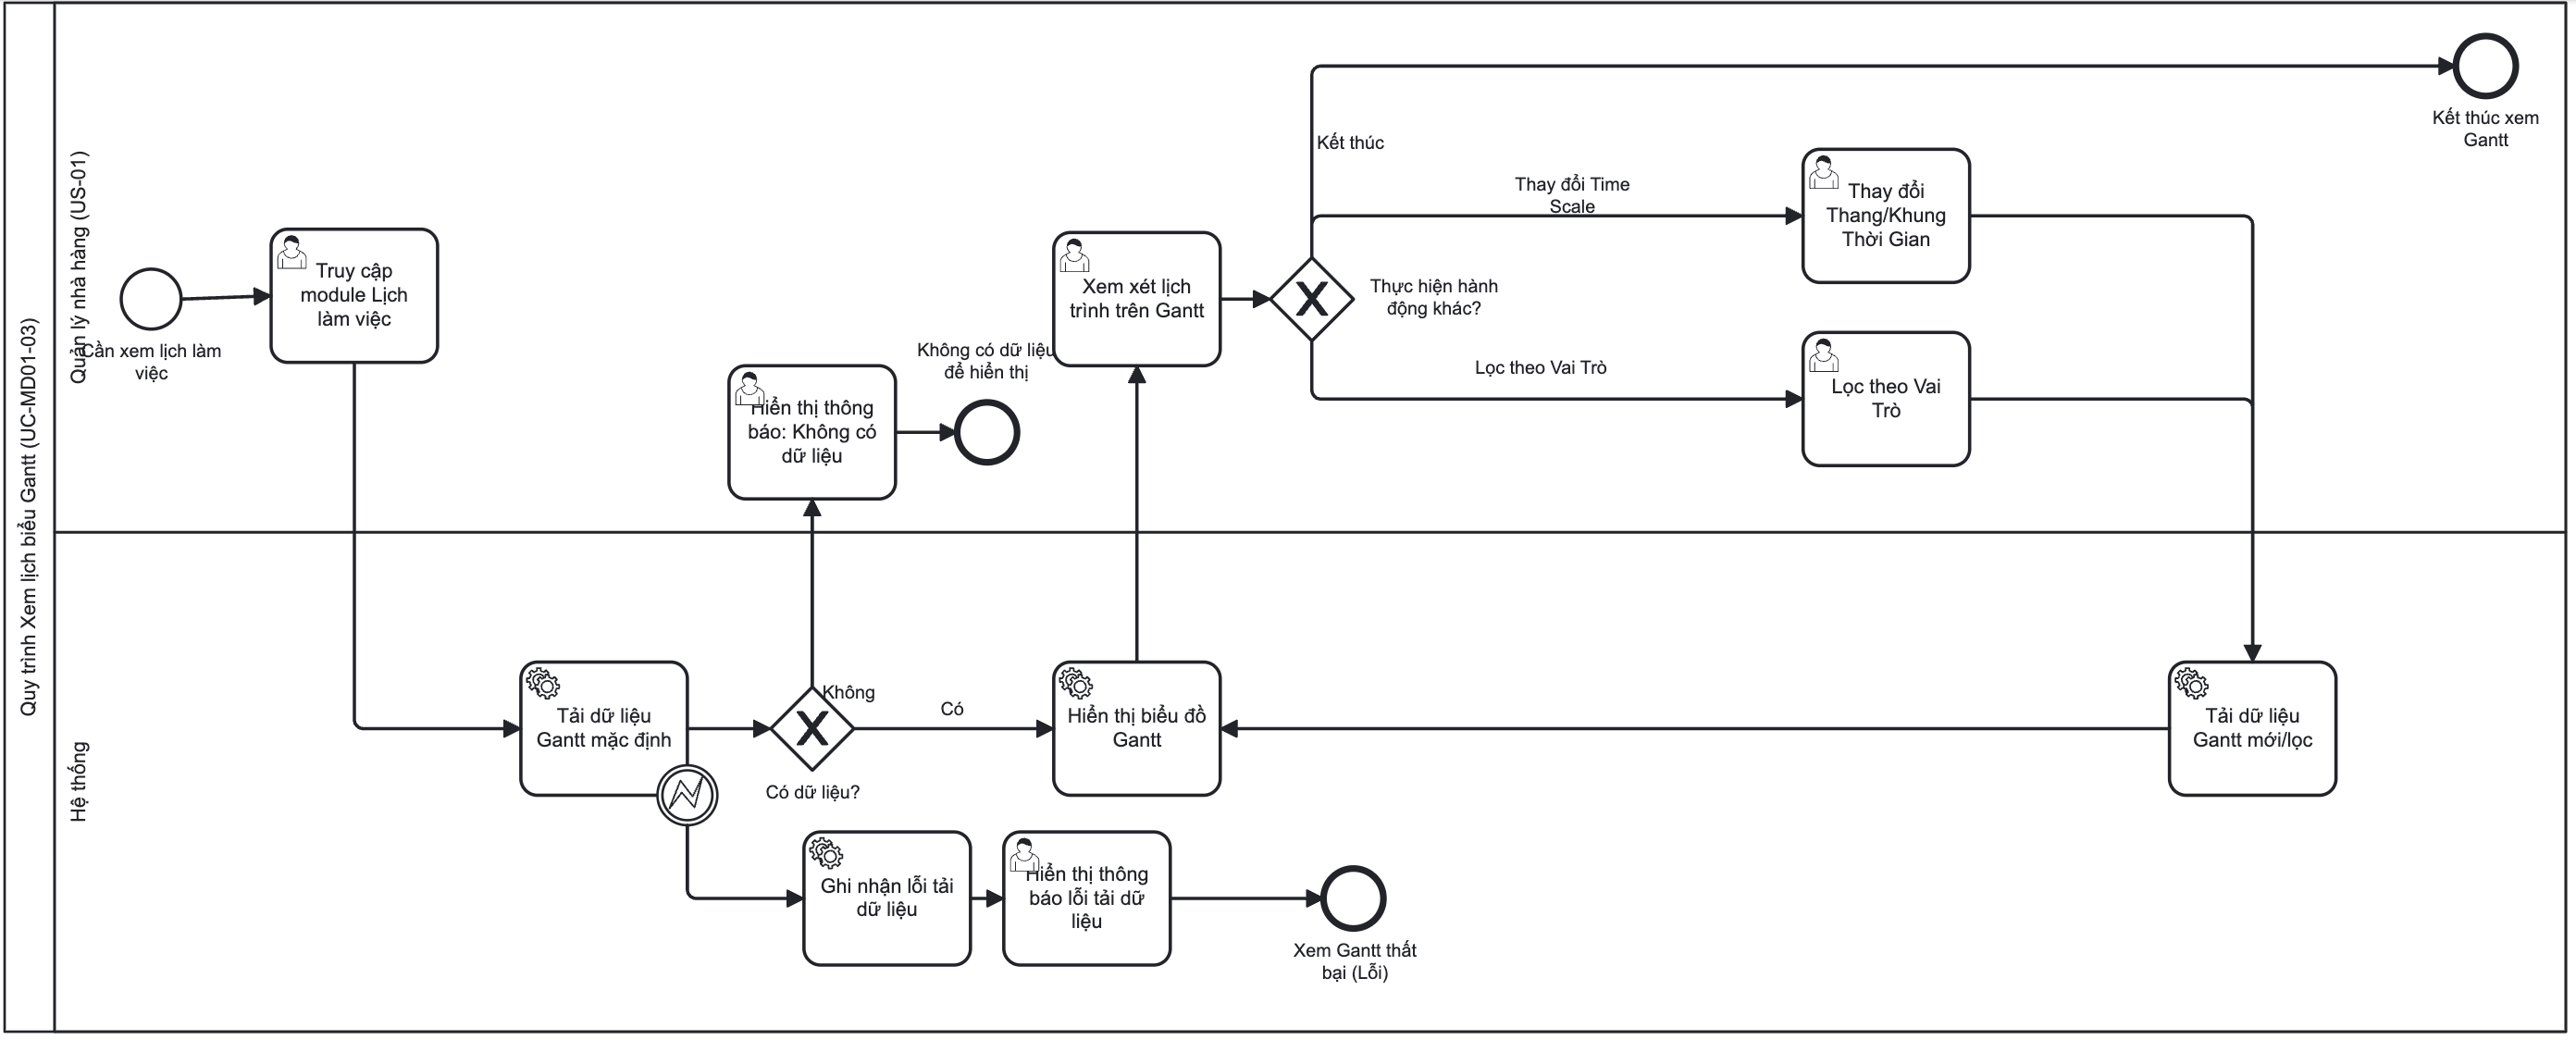 Quy trình Xem lịch biểu Gantt (UC-MD01-03)
Quản lý nhà hàng (US-01)
Cần xem lịch làm
việc
Truy cập
module Lịch
làm việc
Hiển thị thông
báo: Không có
dữ liệu
Không có dữ liệu
để hiển thị
Xem xét lịch
trình trên Gantt
Thực hiện hành
động khác?
Kết thúc
Thay đổi Time
Scale
Lọc theo Vai Trò
Thay đổi
Thang/Khung
Thời Gian
Lọc theo Vai
Trò
Kết thúc xem
Gantt
Hệ thống
Tải dữ liệu
Gantt mặc định
Không
Có
Có dữ liệu?
Hiển thị biểu đồ
Gantt
Tải dữ liệu
Gantt mới/lọc
Ghi nhận lỗi tải
dữ liệu
Hiển thị thông
báo lỗi tải dữ
liệu
Xem Gantt thất
bại (Lỗi)